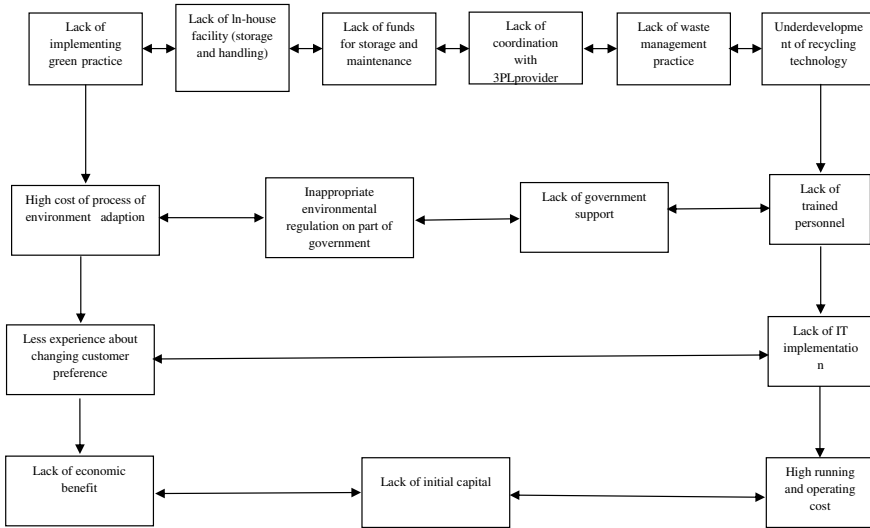 Lack of
implementing
green practice
Lack of ln-house
facility (storage
and handling)
Lack of funds
for storage and
maintenance
Lack of
coordination
with
3PLprovider
Lack of waste
management
practice
Underdevelopme
nt of recycling
technology
High cost of process of
environment adaption
Inappropriate
environmental
regulation on part of
government
Lack of government
support
Lack of
trained
personnel
Less experience about
changing customer
preference
Lack of IT
implementatio
n
Lack of economic
benefit
Lack of initial capital
High running
and operating
cost